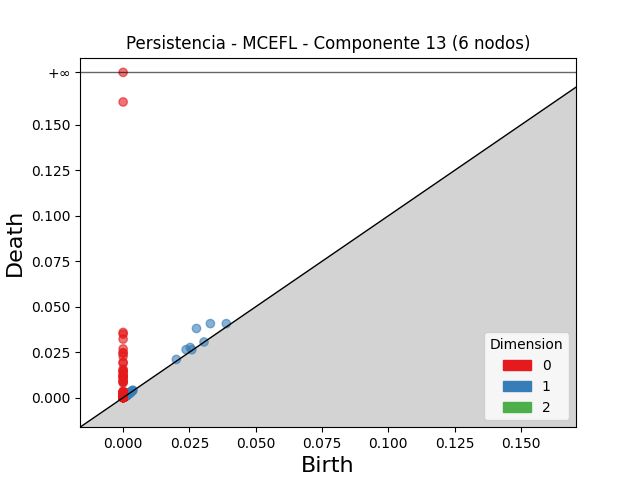 Persistencia - MCEFL - Componente 13 (6 nodos)
Death
+∞
0.150
0.125
0.100
0.075
0.050
0.025
0.000
Dimension
0
1
2
0.000 0.025 0.050 0.075 0.100 0.125 0.150
Birth